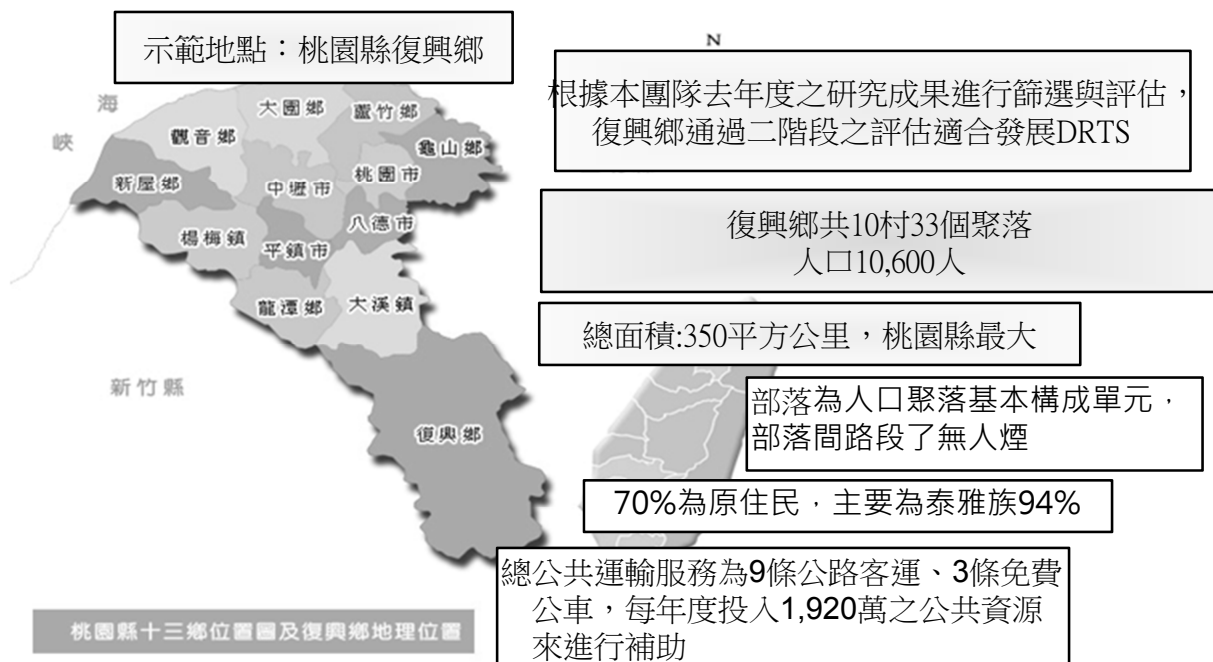 示範地點：桃園縣復興鄉
N
根據本團隊去年度之研究成果進行篩選與評估，
復興鄉通過二階段之評估適合發展DRTS
海
峽
大園鄉
蘆竹鄉
觀音鄉
龜山鄉
新屋鄉
中壢市
桃園市
楊梅鎮
平鎮市
八德市
龍潭鄉
大溪鎮
新竹縣
復興鄉
復興鄉共10村33個聚落
人口10,600人
總面積:350平方公里，桃園縣最大
部落為人口聚落基本構成單元，
部落間路段了無人煙
70%為原住民，主要為泰雅族94%
總公共運輸服務為9條公路客運、3條免費
公車，每年度投入1,920萬之公共資源
來進行補助
桃園縣十三鄉位置圖及復興鄉地理位置